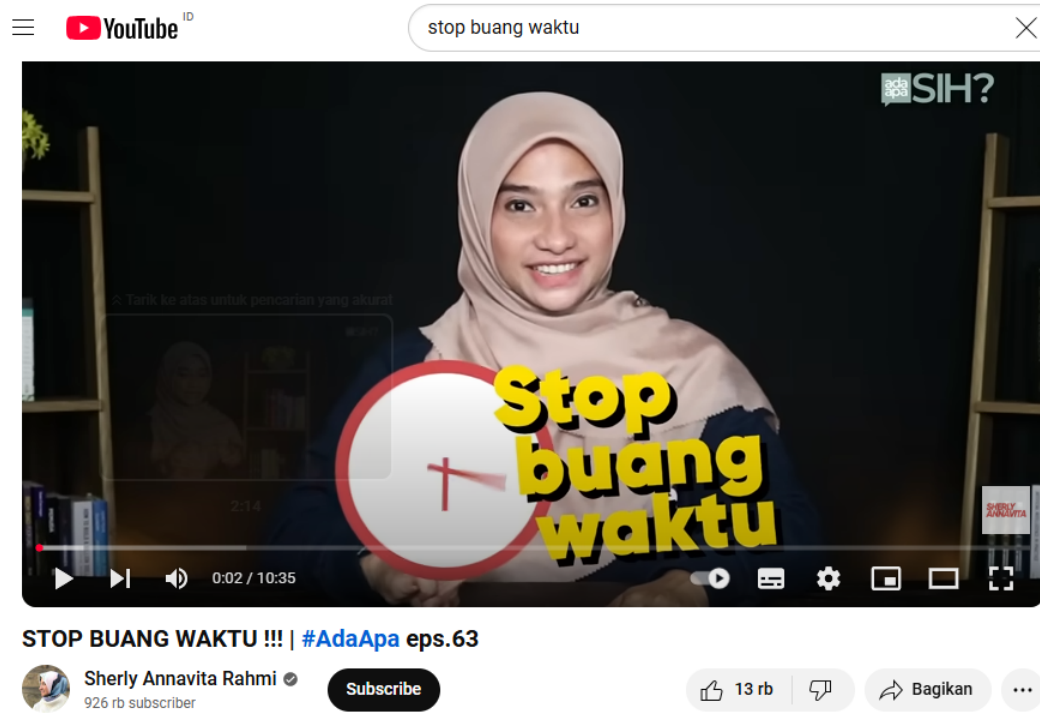 YouTube ID
stop buang waktu
ada apa SIH?
Tarik ke atas untuk pencarian yang akurat
2:14
Stop
buang
waktu
SHERLY
ANNAVITA
0:02 / 10:35
STOP BUANG WAKTU !!! | #AdaApa eps.63
Sherly Annavita Rahmi
926 rb subscriber
Subscribe
13 rb
Bagikan